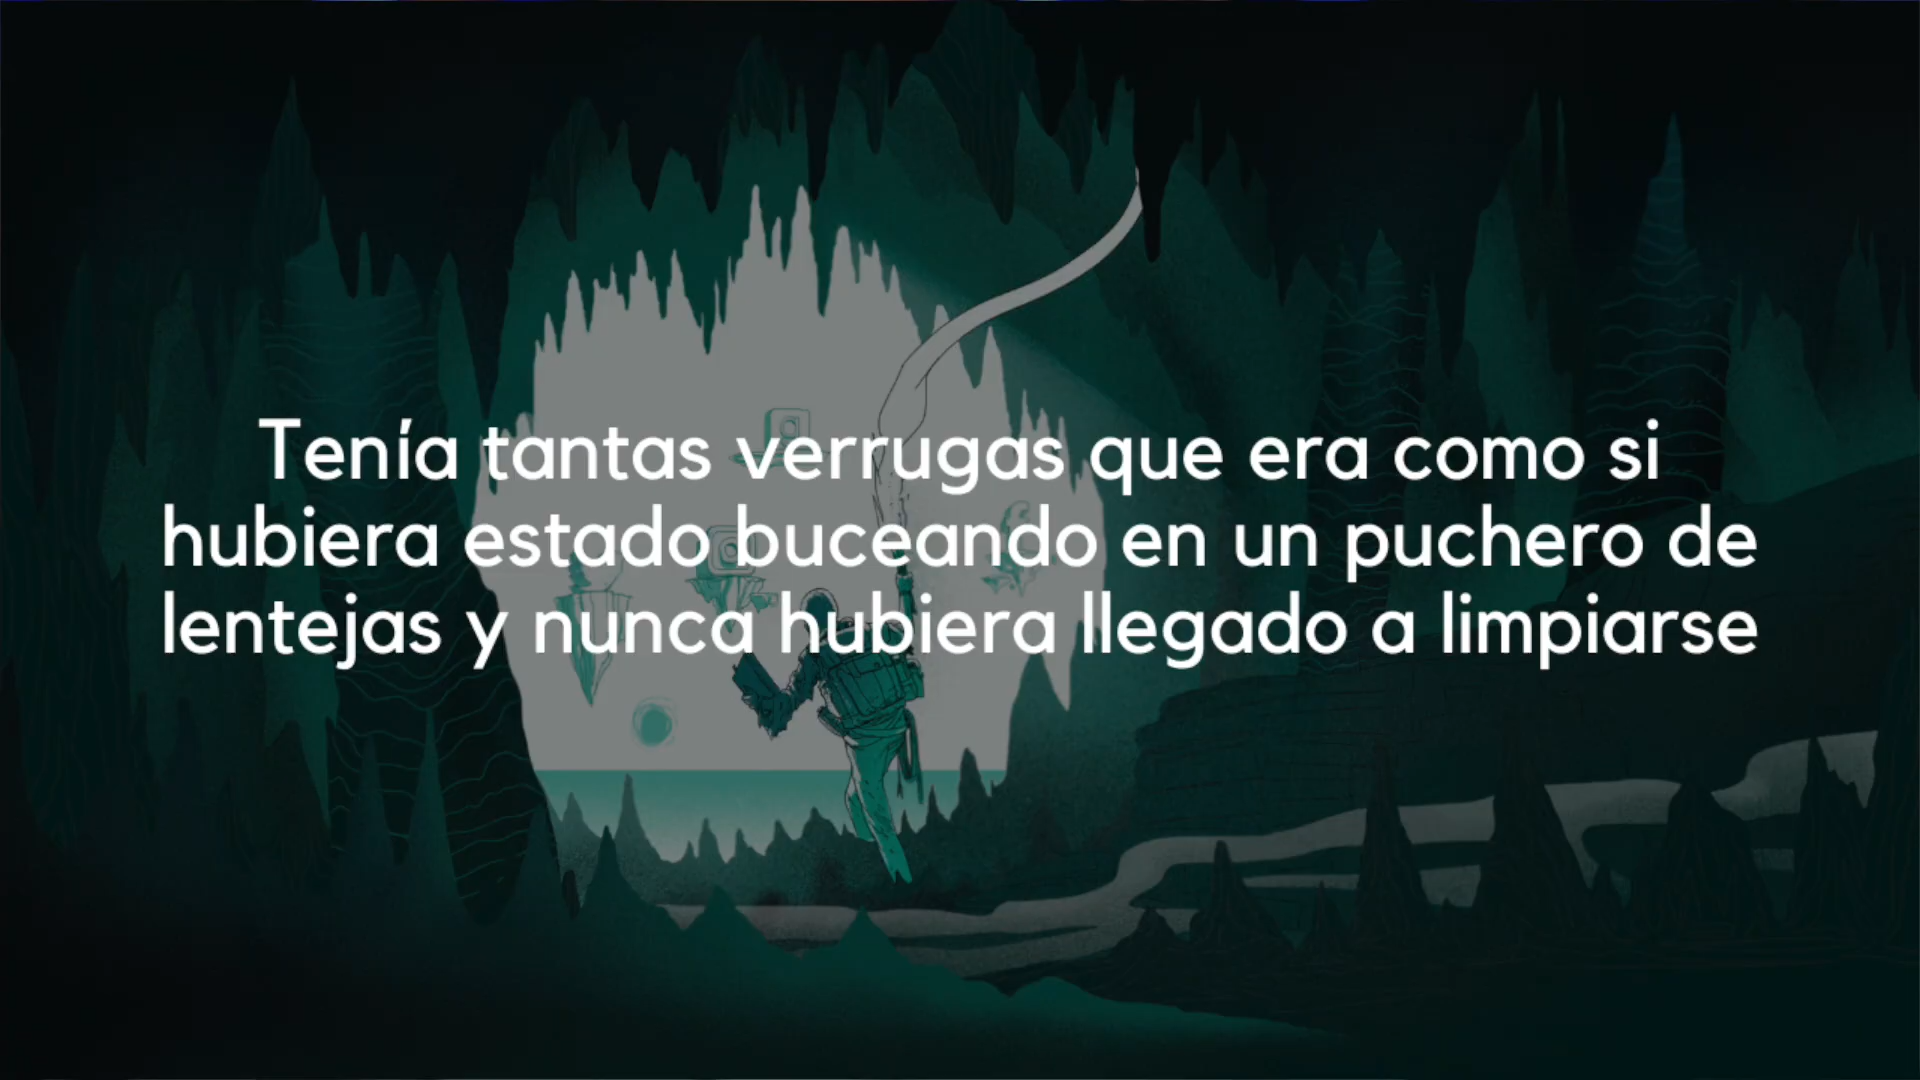 Tenía tantas verrugas que era como si
hubiera estado buceando en un puchero de
lentejas y nunca hubiera llegado a limpiarse